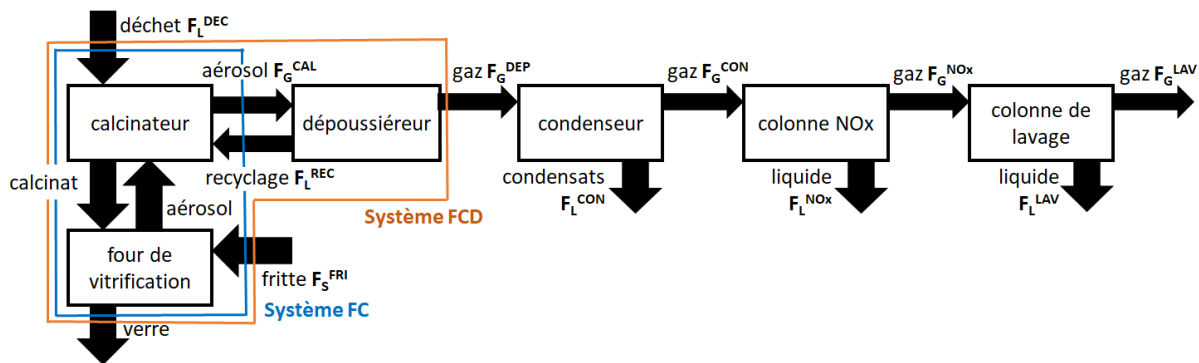 déchet F_L^DEC
aérosol F_G^CAL
gaz F_G^DEP
gaz F_G^CON
gaz F_G^NOx
gaz F_G^LAV
calcinateur
dépoussiéreur
condenseur
colonne NOx
colonne de
lavage
calcinat
aérosol
recyclage F_L^REC
condensats
F_L^CON
liquide
F_L^NOx
liquide
F_L^LAV
Système FCD
four de
vitrification
fritte F_S^FRI
Système FC
verre